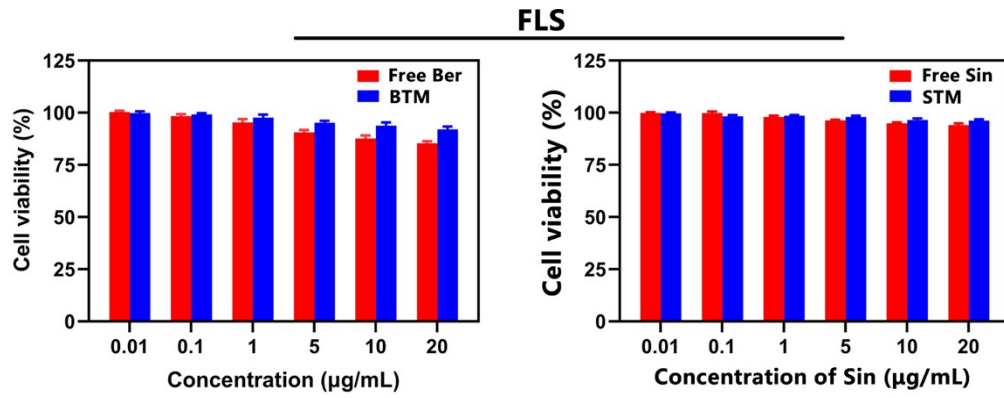 FLS
Cell viability (%)
125
100
75
50
25
0
Free Ber
BTM
0.01 0.1 1 5 10 20
Concentration (μg/mL)
Cell viability (%)
125
100
75
50
25
0
Free Sin
STM
0.01 0.1 1 5 10 20
Concentration of Sin (μg/mL)